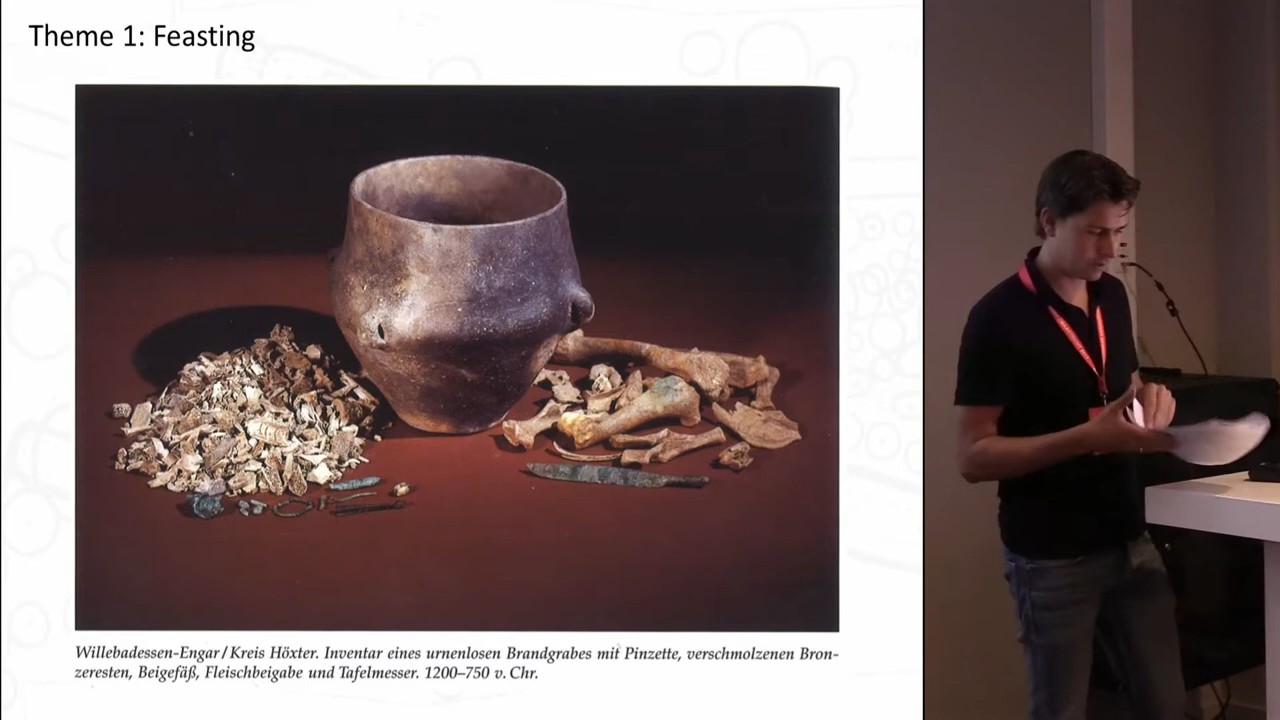 Theme 1: Feasting
Willebadessen-Engar/Kreis Höxter. Inventar eines urnenlosen Brandgrabes mit Pinzette, verschmolzenen Bron-
zeresten, Beigefäß, Fleischbeigabe und Tafelmesser. 1200–750 v. Chr.